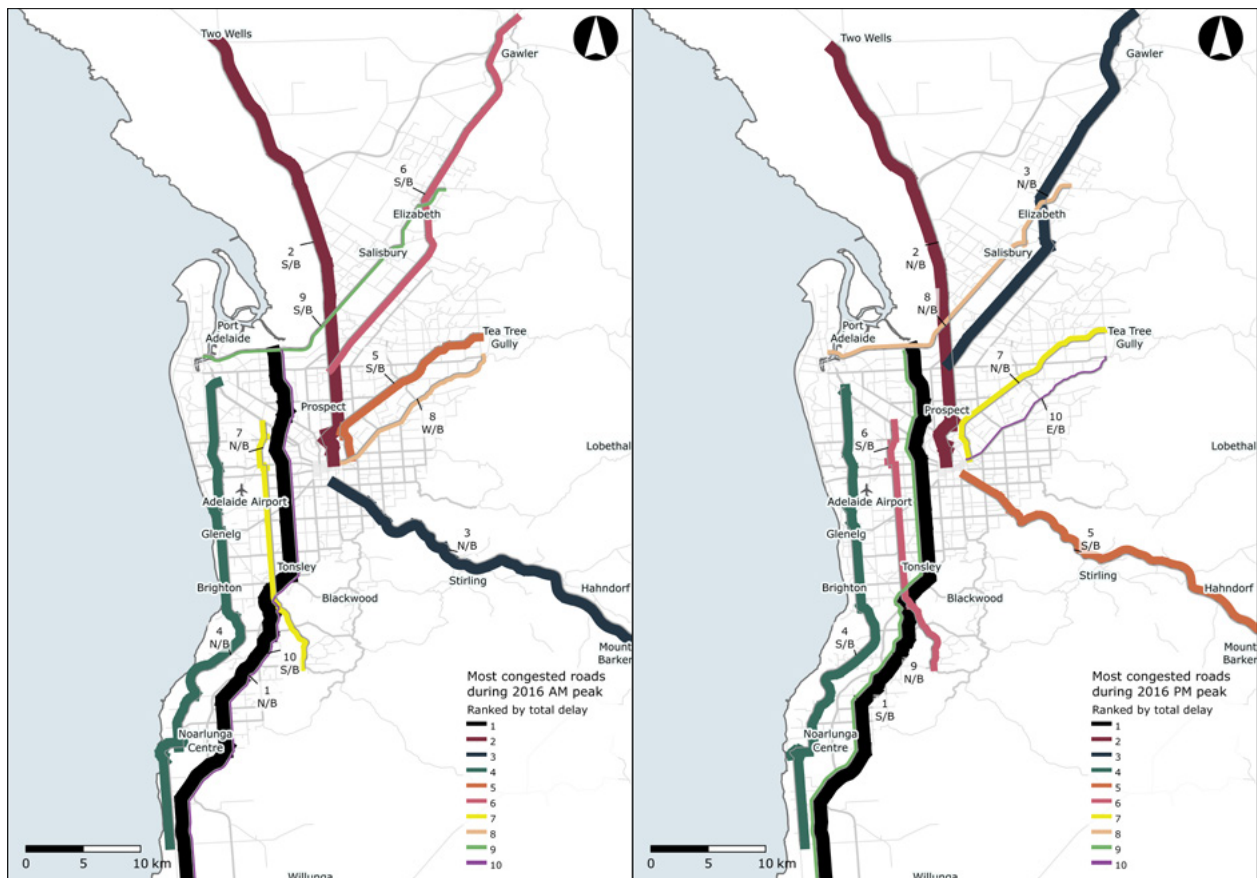 Two Wells
Gawler
6
S/B
Elizabeth
2
S/B
Salisbury
9
S/B
Port
Adelaide
Tea Tree
Gully
5
S/B
Prospect
8
W/B
7
N/B
Lobethal
Adelaide Airport
3
N/B
Glenelg
Tonsley
Stirling
Brighton
Blackwood
Hahndorf
4
N/B
Mount
Barker
10
S/B
1
N/B
Noarlunga
Centre
Willunga
Most congested roads
during 2016 AM peak
Ranked by total delay
1
2
3
4
5
6
7
8
9
10
0 5 10 km
Two Wells
Gawler
3
N/B
Elizabeth
2
N/B
Salisbury
8
N/B
Port
Adelaide
Tea Tree
Gully
7
N/B
Prospect
10
E/B
6
S/B
Lobethal
Adelaide Airport
Glenelg
5
S/B
Tonsley
Stirling
Brighton
Blackwood
Hahndorf
4
S/B
Mount
Barker
9
N/B
1
S/B
Noarlunga
Centre
Willunga
Most congested roads
during 2016 PM peak
Ranked by total delay
1
2
3
4
5
6
7
8
9
10
0 5 10 km